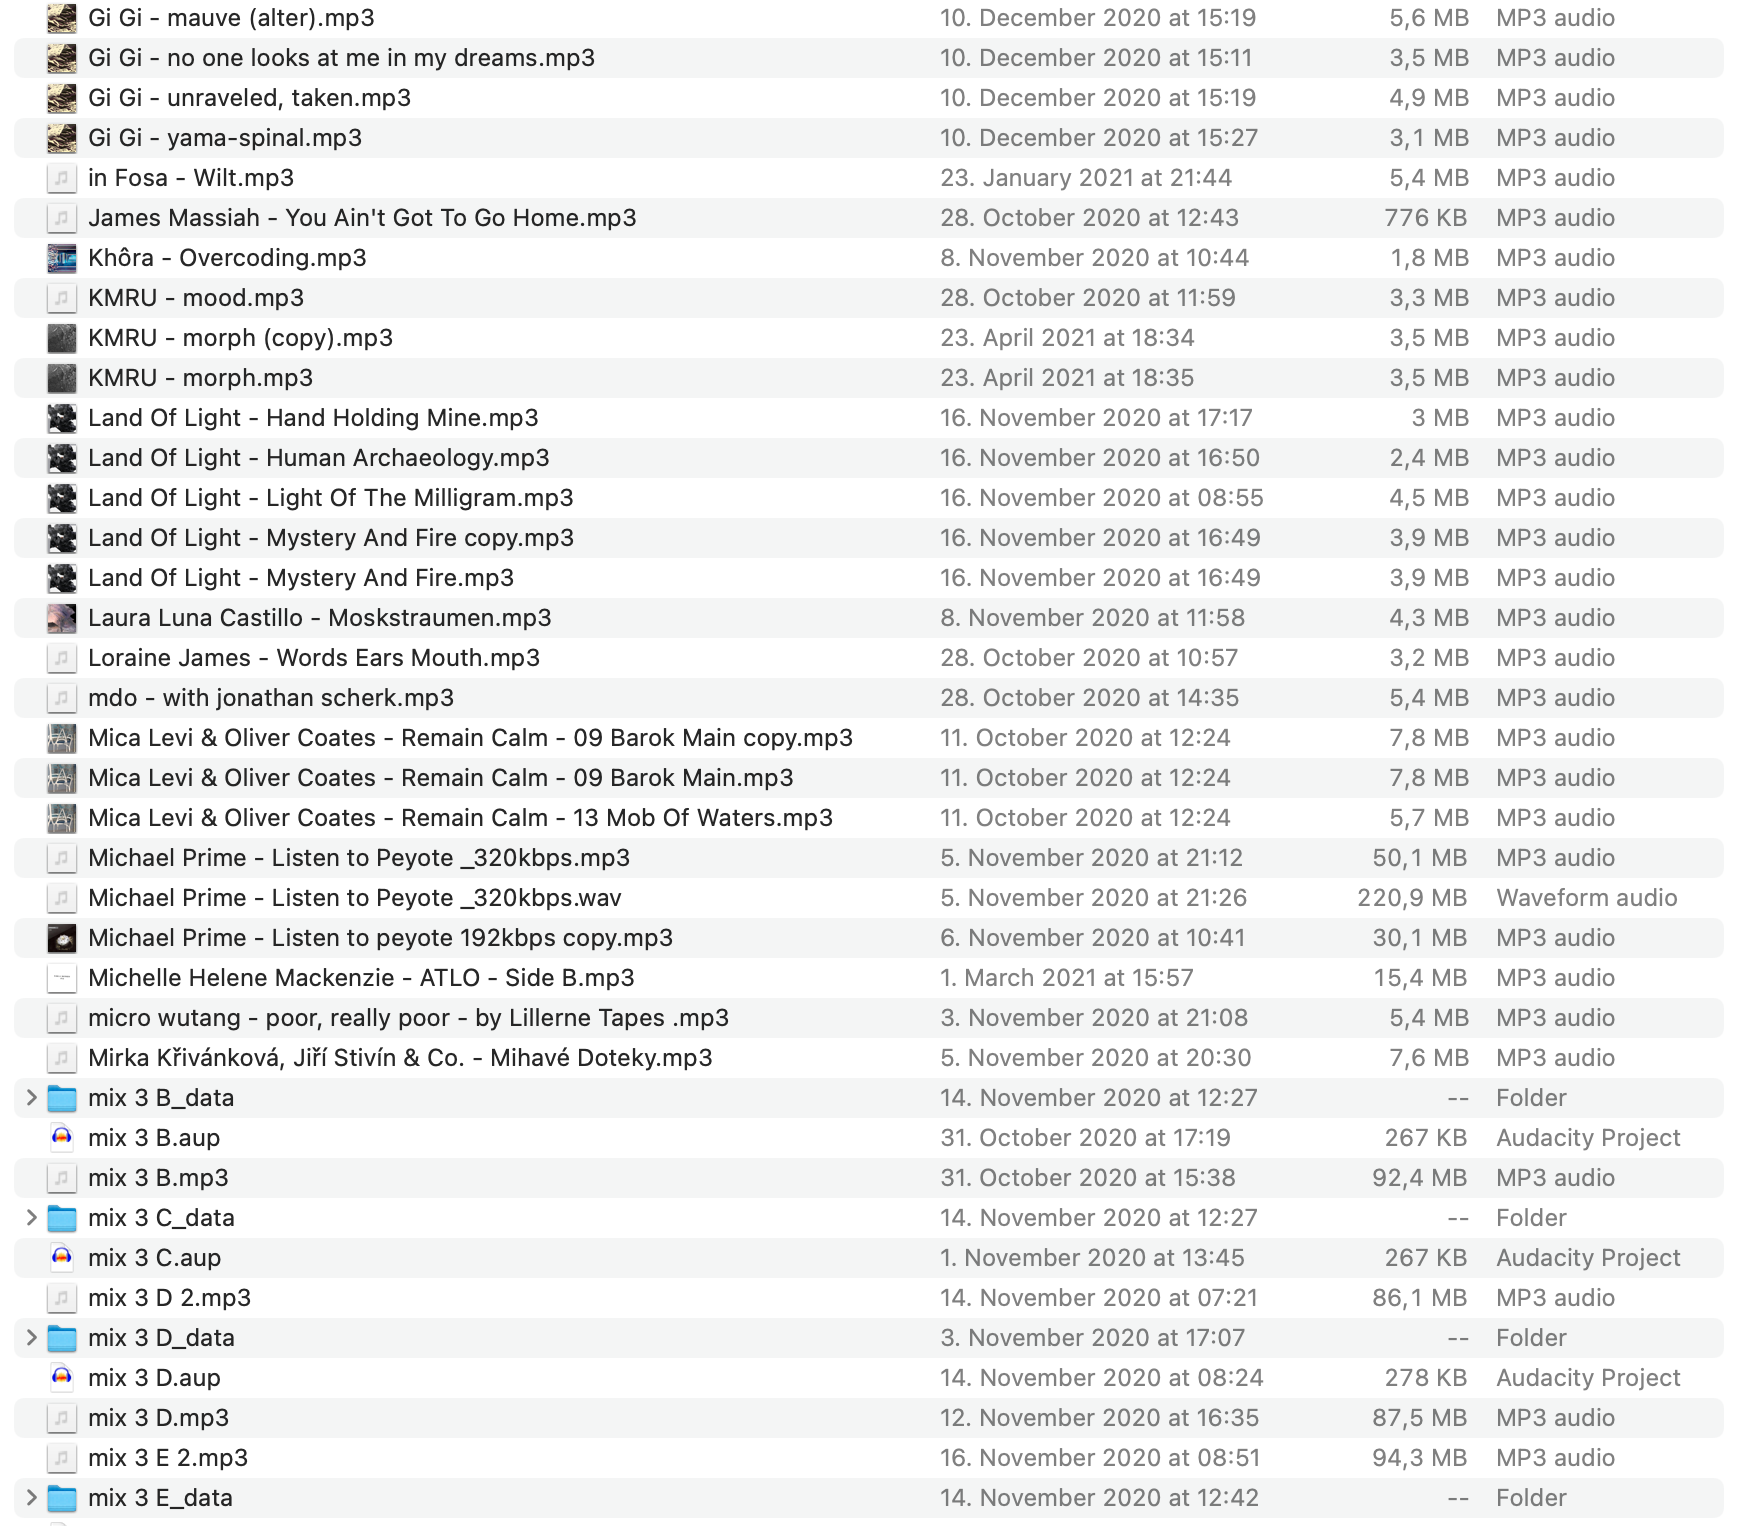 Gi Gi - mauve (alter).mp3 10. December 2020 at 15:19 5,6 MB MP3 audio
Gi Gi - no one looks at me in my dreams.mp3 10. December 2020 at 15:11 3,5 MB MP3 audio
Gi Gi - unraveled, taken.mp3 10. December 2020 at 15:19 4,9 MB MP3 audio
Gi Gi - yama-spinal.mp3 10. December 2020 at 15:27 3,1 MB MP3 audio
in Fosa - Wilt.mp3 23. January 2021 at 21:44 5,4 MB MP3 audio
James Massiah - You Ain't Got To Go Home.mp3 28. October 2020 at 12:43 776 KB MP3 audio
Khôra - Overcoding.mp3 8. November 2020 at 10:44 1,8 MB MP3 audio
KMRU - mood.mp3 28. October 2020 at 11:59 3,3 MB MP3 audio
KMRU - morph (copy).mp3 23. April 2021 at 18:34 3,5 MB MP3 audio
KMRU - morph.mp3 23. April 2021 at 18:35 3,5 MB MP3 audio
Land Of Light - Hand Holding Mine.mp3 16. November 2020 at 17:17 3 MB MP3 audio
Land Of Light - Human Archaeology.mp3 16. November 2020 at 16:50 2,4 MB MP3 audio
Land Of Light - Light Of The Milligram.mp3 16. November 2020 at 08:55 4,5 MB MP3 audio
Land Of Light - Mystery And Fire copy.mp3 16. November 2020 at 16:49 3,9 MB MP3 audio
Land Of Light - Mystery And Fire.mp3 16. November 2020 at 16:49 3,9 MB MP3 audio
Laura Luna Castillo - Moskstraumen.mp3 8. November 2020 at 11:58 4,3 MB MP3 audio
Loraine James - Words Ears Mouth.mp3 28. October 2020 at 10:57 3,2 MB MP3 audio
mdo - with jonathan scherk.mp3 28. October 2020 at 14:35 5,4 MB MP3 audio
Mica Levi & Oliver Coates - Remain Calm - 09 Barok Main copy.mp3 11. October 2020 at 12:24 7,8 MB MP3 audio
Mica Levi & Oliver Coates - Remain Calm - 09 Barok Main.mp3 11. October 2020 at 12:24 7,8 MB MP3 audio
Mica Levi & Oliver Coates - Remain Calm - 13 Mob Of Waters.mp3 11. October 2020 at 12:24 5,7 MB MP3 audio
Michael Prime - Listen to Peyote _320kbps.mp3 5. November 2020 at 21:12 50,1 MB MP3 audio
Michael Prime - Listen to Peyote _320kbps.wav 5. November 2020 at 21:26 220,9 MB Waveform audio
Michael Prime - Listen to peyote 192kbps copy.mp3 6. November 2020 at 10:41 30,1 MB MP3 audio
Michelle Helene Mackenzie - ATLO - Side B.mp3 1. March 2021 at 15:57 15,4 MB MP3 audio
micro wutang - poor, really poor - by Lillerne Tapes .mp3 3. November 2020 at 21:08 5,4 MB MP3 audio
Mirka Křivánková, Jiří Stivín & Co. - Mihavé Doteky.mp3 5. November 2020 at 20:30 7,6 MB MP3 audio
mix 3 B_data 14. November 2020 at 12:27 -- Folder
mix 3 B.aup 31. October 2020 at 17:19 267 KB Audacity Project
mix 3 B.mp3 31. October 2020 at 15:38 92,4 MB MP3 audio
mix 3 C_data 14. November 2020 at 12:27 -- Folder
mix 3 C.aup 1. November 2020 at 13:45 267 KB Audacity Project
mix 3 D 2.mp3 14. November 2020 at 07:21 86,1 MB MP3 audio
mix 3 D_data 3. November 2020 at 17:07 -- Folder
mix 3 D.aup 14. November 2020 at 08:24 278 KB Audacity Project
mix 3 D.mp3 12. November 2020 at 16:35 87,5 MB MP3 audio
mix 3 E 2.mp3 16. November 2020 at 08:51 94,3 MB MP3 audio
mix 3 E_data 14. November 2020 at 12:42 -- Folder